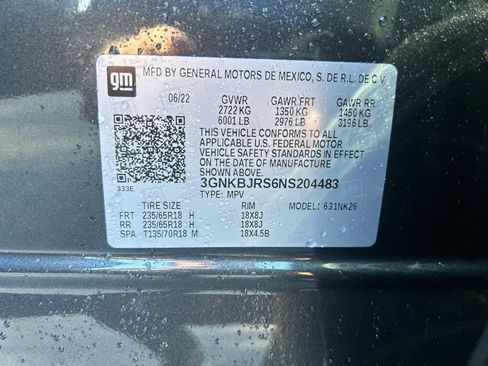 gm
MFD BY GENERAL MOTORS DE MEXICO, S. DE R.L. DE C.V.
06/22 GVWR GAWR FRT GAWR RR
2722 KG 1350 KG 1450 KG
6001 LB 2976 LB 3196 LB
THIS VEHICLE CONFORMS TO ALL
APPLICABLE U.S. FEDERAL MOTOR
VEHICLE SAFETY STANDARDS IN EFFECT
ON THE DATE OF MANUFACTURE
SHOWN ABOVE.
3GNKBJRS6NS204483
333E TYPE: MPV MODEL: 631NK26
TIRE SIZE RIM
FRT 235/65R18 H 18X8J
RR 235/65R18 H 18X8J
SPA T135/70R18 M 18X4.5B